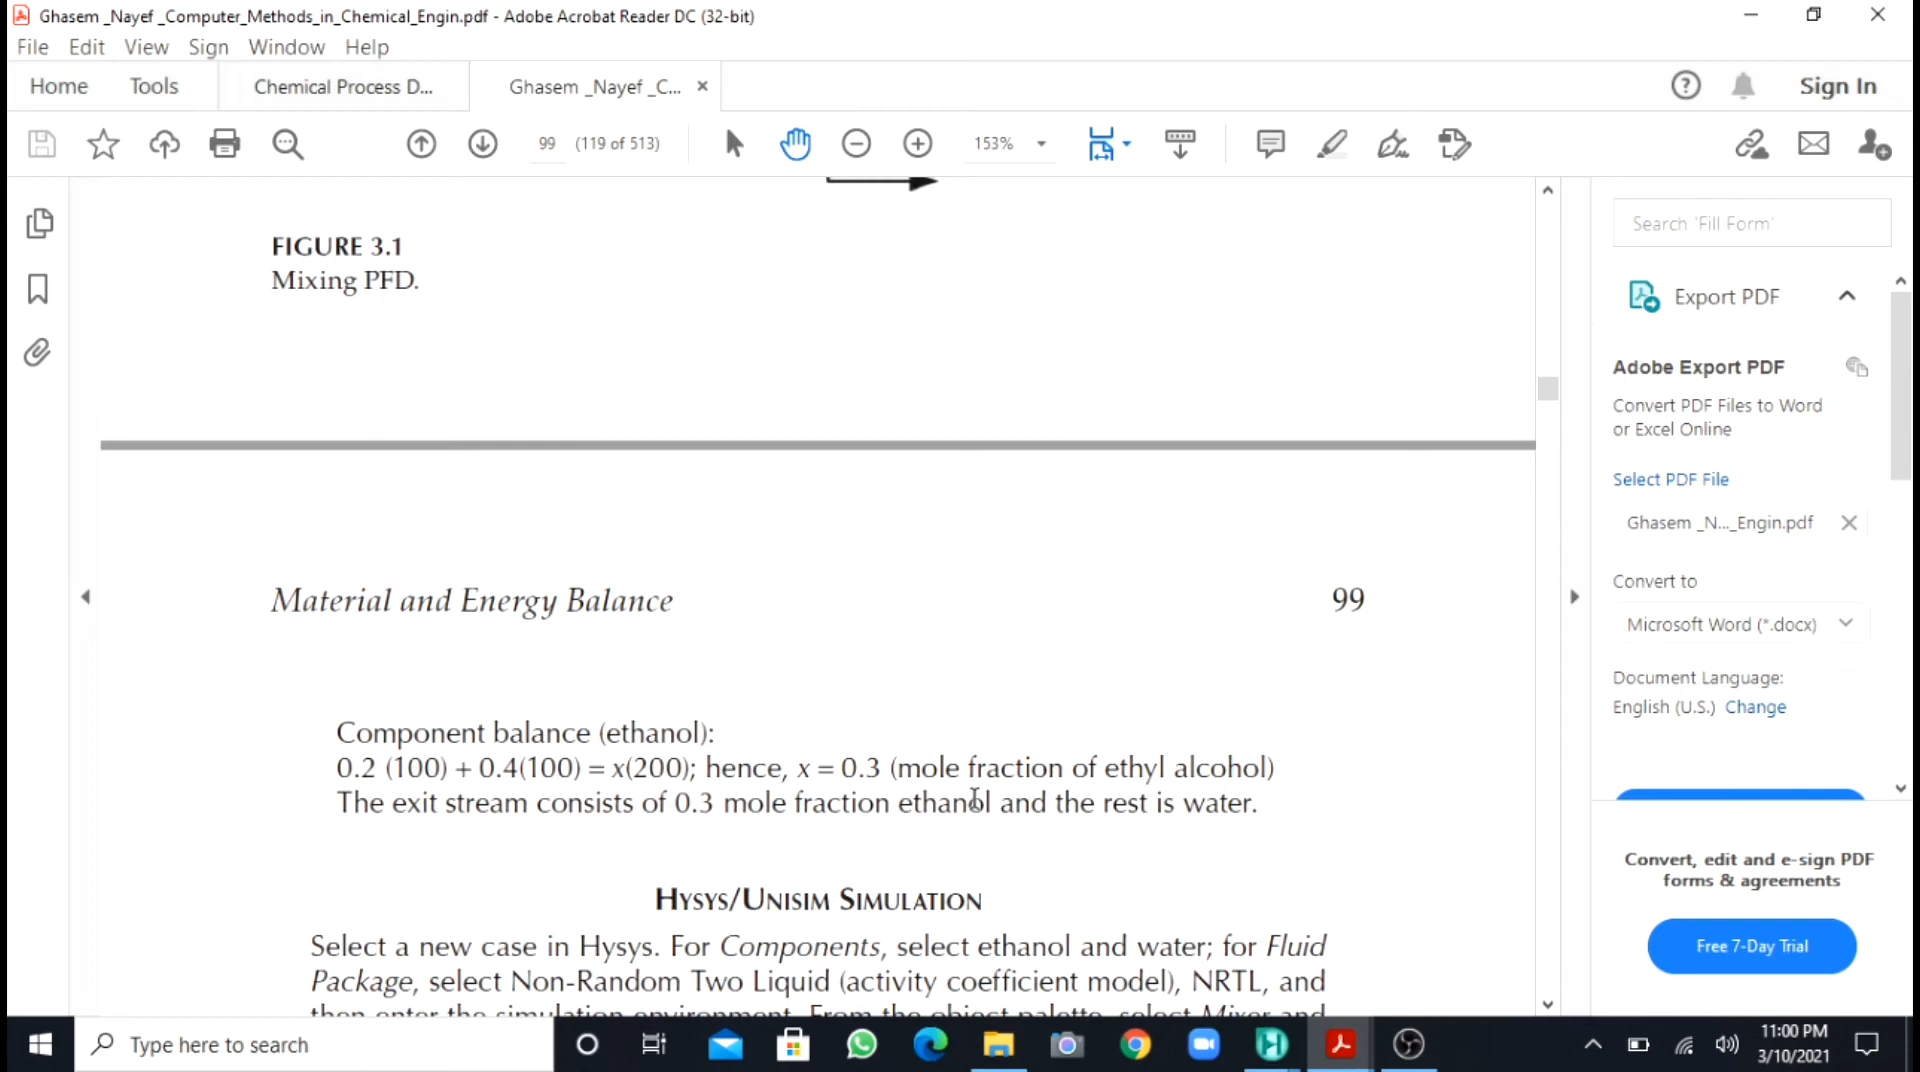 Ghasem _Nayef _Computer_Methods_in_Chemical_Engin.pdf - Adobe Acrobat Reader DC (32-bit)
File Edit View Sign Window Help
Home Tools Chemical Process D... Ghasem _Nayef _C... × Sign In
99 (119 of 513) 153%
FIGURE 3.1
Mixing PFD.
Material and Energy Balance 99
Component balance (ethanol):
0.2 (100) + 0.4(100) = x(200); hence, x = 0.3 (mole fraction of ethyl alcohol)
The exit stream consists of 0.3 mole fraction ethanol and the rest is water.
HYSYS/UNISIM SIMULATION
Select a new case in Hysys. For Components, select ethanol and water; for Fluid
Package, select Non-Random Two Liquid (activity coefficient model), NRTL, and
then enter the simulation environment. From the object palette, select Mixer and
Search 'Fill Form'
Export PDF
Adobe Export PDF
Convert PDF Files to Word
or Excel Online
Select PDF File
Ghasem _N..._Engin.pdf
Convert to
Microsoft Word (*.docx)
Document Language:
English (U.S.) Change
Convert, edit and e-sign PDF
forms & agreements
Free 7-Day Trial
Type here to search
11:00 PM
3/10/2021